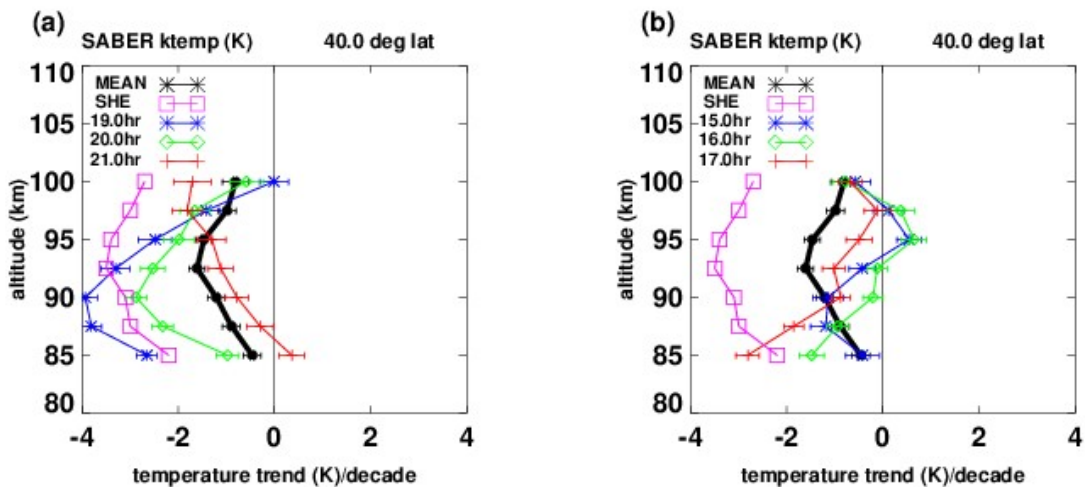 (a)
SABER ktemp (K) 40.0 deg lat
110
105
100
95
90
85
80
altitude (km)
MEAN
SHE
19.0hr
20.0hr
21.0hr
-4 -2 0 2 4
temperature trend (K)/decade
(b)
SABER ktemp (K) 40.0 deg lat
110
105
100
95
90
85
80
altitude (km)
MEAN
SHE
15.0hr
16.0hr
17.0hr
-4 -2 0 2 4
temperature trend (K)/decade